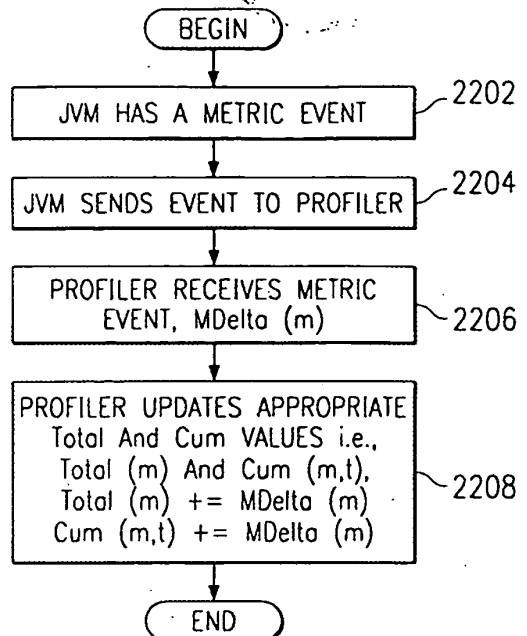 BEGIN
JVM HAS A METRIC EVENT
2202
JVM SENDS EVENT TO PROFILER
2204
PROFILER RECEIVES METRIC
EVENT, MDelta (m)
2206
PROFILER UPDATES APPROPRIATE
Total And Cum VALUES i.e.,
Total (m) And Cum (m,t),
Total (m) += MDelta (m)
Cum (m,t) += MDelta (m)
2208
END